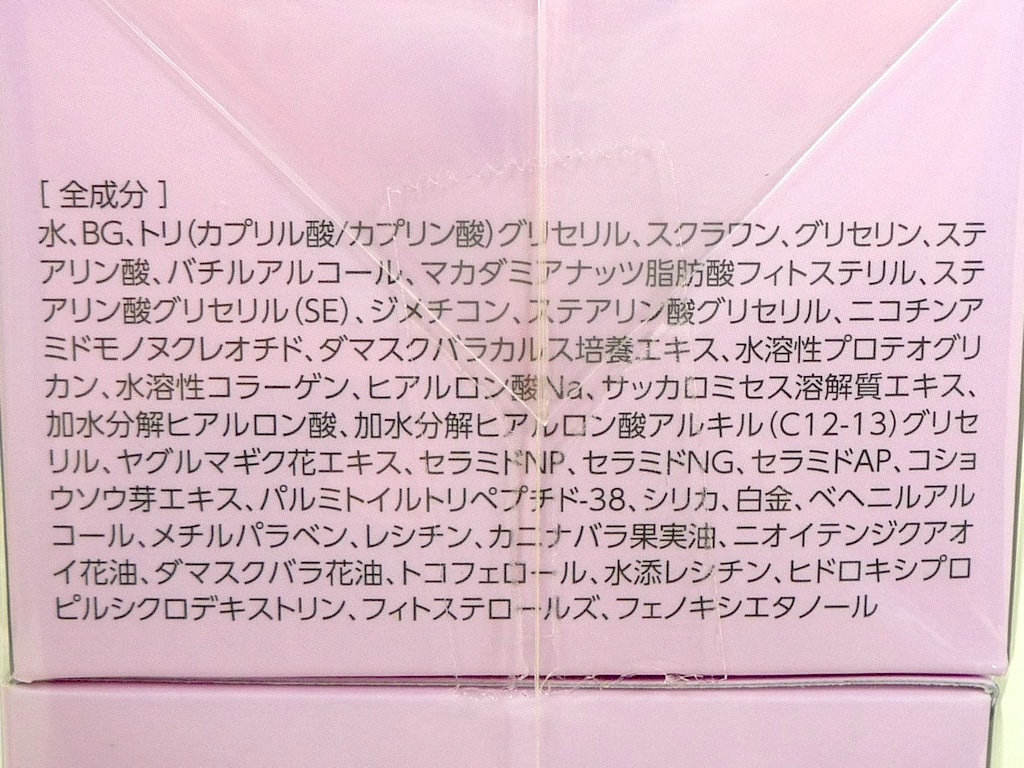 [ 全成分 ]
水、BG、トリ(カプリル酸/カプリン酸)グリセリル、スクラワン、グリセリン、ステ
アリン酸、バチルアルコール、マカダミアナッツ脂肪酸フィトステリル、ステ
アリン酸グリセリル(SE)、ジメチコン、ステアリン酸グリセリル、ニコチンア
ミドモノヌクレオチド、ダマスクバラカルス培養エキス、水溶性プロテオグリ
カン、水溶性コラーゲン、ヒアルロン酸Na、サッカロミセス溶解質エキス、
加水分解ヒアルロン酸、加水分解ヒアルロン酸アルキル(C12-13)グリセ
リル、ヤグルマギク花エキス、セラミドNP、セラミドNG、セラミドAP、コショ
ウソウ芽エキス、パルミトイルトリペプチド-38、シリカ、白金、ベヘニルアル
コール、メチルパラベン、レシチン、カニナバラ果実油、ニオイテンジクアオ
イ花油、ダマスクバラ花油、トコフェロール、水添レシチン、ヒドロキシプロ
ピルシクロデキストリン、フィトステロールズ、フェノキシエタノール